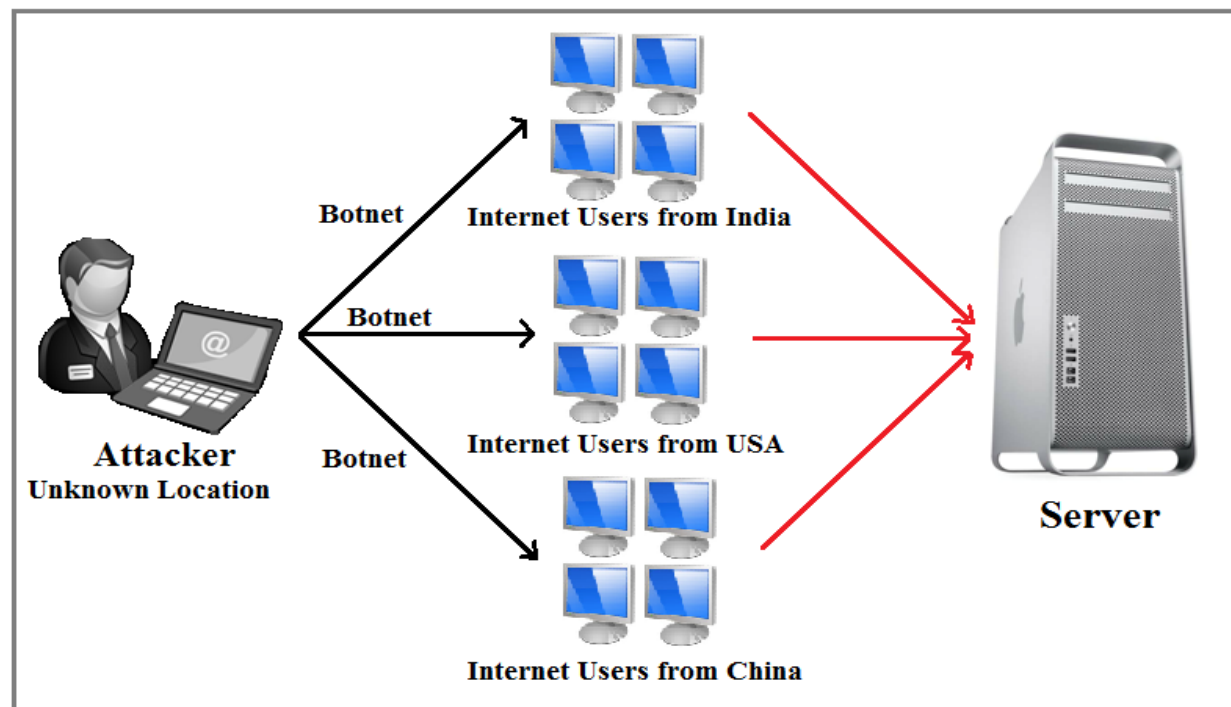 Botnet
Internet Users from India
@
Botnet
Attacker
Unknown Location
Internet Users from USA
Botnet
Server
Internet Users from China